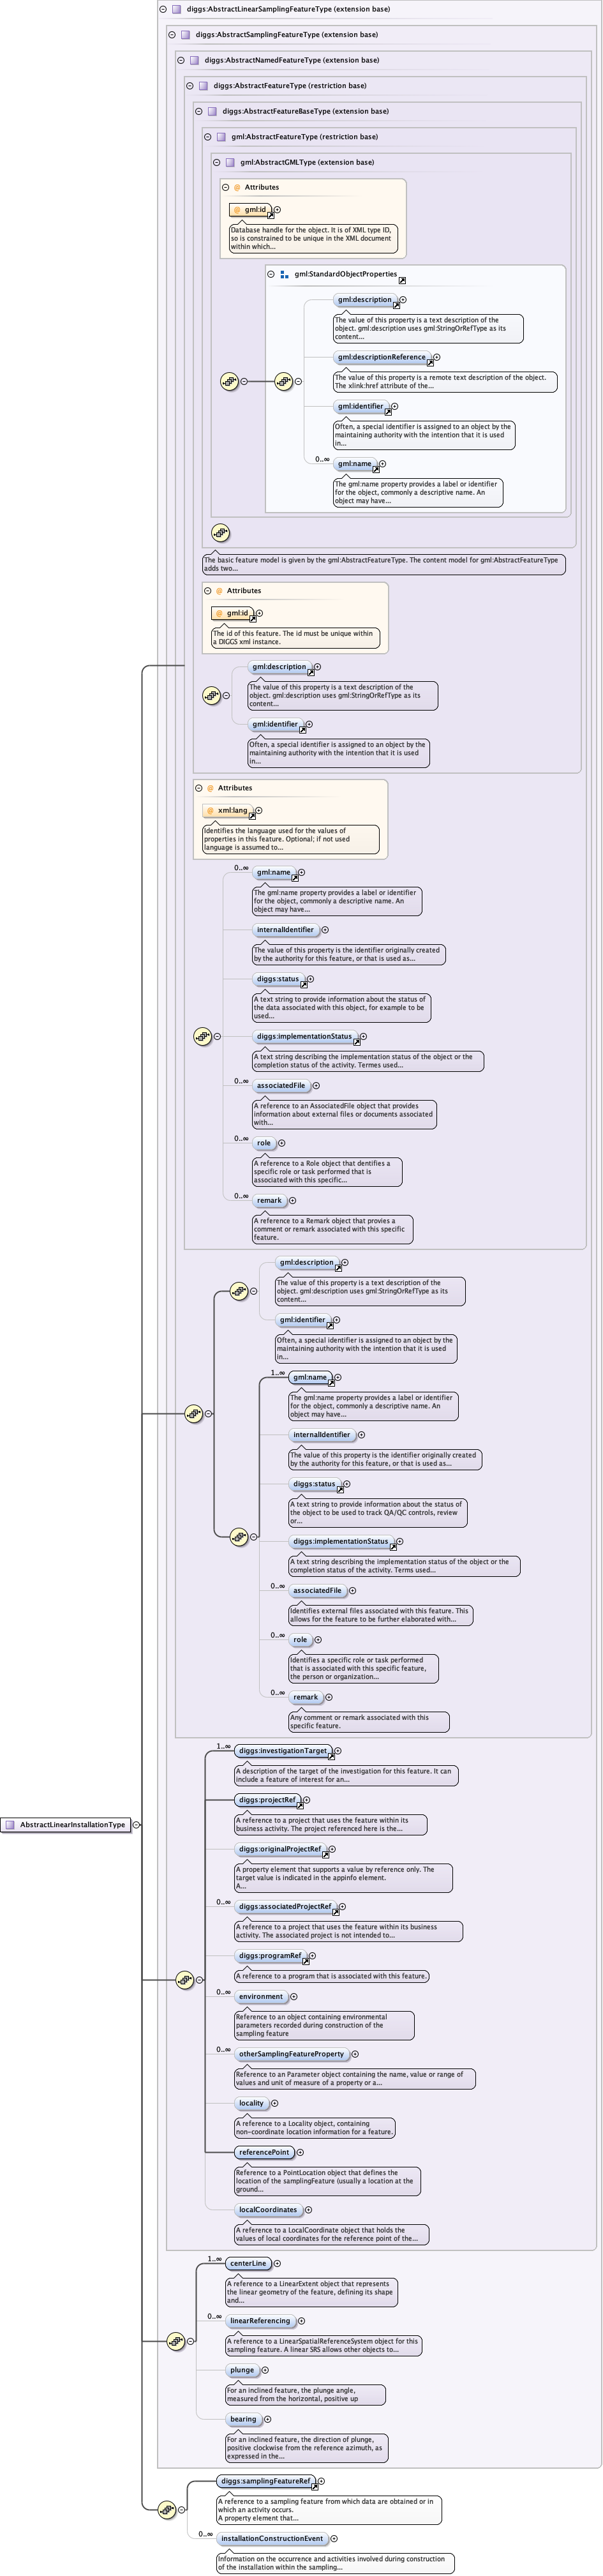 diggs:AbstractLinearSamplingFeatureType (extension base)
diggs:AbstractSamplingFeatureType (extension base)
diggs:AbstractNamedFeatureType (extension base)
diggs:AbstractFeatureType (restriction base)
diggs:AbstractFeatureBaseType (extension base)
gml:AbstractFeatureType (restriction base)
gml:AbstractGMLType (extension base)
Attributes
gml:id
Database handle for the object. It is of XML type ID,
so is constrained to be unique in the XML document
within which...
gml:StandardObjectProperties
gml:description
The value of this property is a text description of the
object. gml:description uses gml:StringOrRefType as its
content...
gml:descriptionReference
The value of this property is a remote text description of the object.
The xlink:href attribute of the...
gml:identifier
Often, a special identifier is assigned to an object by the
maintaining authority with the intention that it is used
in...
0..∞
gml:name
The gml:name property provides a label or identifier
for the object, commonly a descriptive name. An
object may have...
The basic feature model is given by the gml:AbstractFeatureType. The content model for gml:AbstractFeatureType
adds two...
Attributes
gml:id
The id of this feature. The id must be unique within
a DIGGS xml instance.
gml:description
The value of this property is a text description of the
object. gml:description uses gml:StringOrRefType as its
content...
gml:identifier
Often, a special identifier is assigned to an object by the
maintaining authority with the intention that it is used
in...
Attributes
xml:lang
Identifies the language used for the values of
properties in this feature. Optional; if not used
language is assumed to...
0..∞
gml:name
The gml:name property provides a label or identifier
for the object, commonly a descriptive name. An
object may have...
internalIdentifier
The value of this property is the identifier originally created
by the authority for this feature, or that is used as...
diggs:status
A text string to provide information about the status of
the data associated with this object, for example to be
used...
diggs:implementationStatus
A text string describing the implementation status of the object or the
completion status of the activity. Termes used...
0..∞
associatedFile
A reference to an AssociatedFile object that provides
information about external files or documents associated
with...
0..∞
role
A reference to a Role object that dentifies a
specific role or task performed that is
associated with this specific...
0..∞
remark
A reference to a Remark object that provies a
comment or remark associated with this specific
feature.
gml:description
The value of this property is a text description of the
object. gml:description uses gml:StringOrRefType as its
content...
gml:identifier
Often, a special identifier is assigned to an object by the
maintaining authority with the intention that it is used
in...
1..∞
gml:name
The gml:name property provides a label or identifier
for the object, commonly a descriptive name. An
object may have...
internalIdentifier
The value of this property is the identifier originally created
by the authority for this feature, or that is used as...
diggs:status
A text string to provide information about the status of the
object to be used to track QA/QC controls, review
or...
diggs:implementationStatus
A text string describing the implementation status of the object or the
completion status of the activity. Terms used...
0..∞
associatedFile
Identifies external files associated with this feature. This
allows for the feature to be further elaborated with...
0..∞
role
Identifies a specific role or task performed
that is associated with this specific feature,
the person or organization...
0..∞
remark
Any comment or remark associated with this
specific feature.
1..∞
diggs:investigationTarget
A description of the target of the investigation for this feature. It can
include a feature of interest for an...
diggs:projectRef
A reference to a project that uses the feature within its
business activity. The project referenced here is the...
AbstractLinearInstallationType
diggs:originalProjectRef
A property element that supports a value by reference only. The
target value is indicated in the appinfo element.
A...
0..∞
diggs:associatedProjectRef
A reference to a project that uses the feature within its business
activity. The associated project is not intended to...
diggs:programRef
A reference to a program that is associated with this feature.
0..∞
environment
Reference to an object containing environmental
parameters recorded during construction of the
sampling feature
0..∞
otherSamplingFeatureProperty
Reference to an Parameter object containing the name, value or range of
values and unit of measure of a property or a...
locality
A reference to a Locality object, containing
non-coordinate location information for a feature.
referencePoint
Reference to a PointLocation object that defines the
location of the samplingFeature (usually a location at the
ground...
localCoordinates
A reference to a LocalCoordinate object that holds the
values of local coordinates for the reference point of the...
1..∞
centerLine
A reference to a LinearExtent object that represents
the linear geometry of the feature, defining its shape
and...
0..∞
linearReferencing
A reference to a LinearSpatialReferenceSystem object for this
sampling feature. A linear SRS allows other objects to...
plunge
For an inclined feature, the plunge angle,
measured from the horizontal, positive up
bearing
For an inclined feature, the direction of plunge,
positive clockwise from the reference azimuth, as
expressed in the...
diggs:samplingFeatureRef
A reference to a sampling feature from which data are obtained or in
which an activity occurs.
A property element that...
0..∞
installationConstructionEvent
Information on the occurrence and activities involved during construction
of the installation within the sampling...